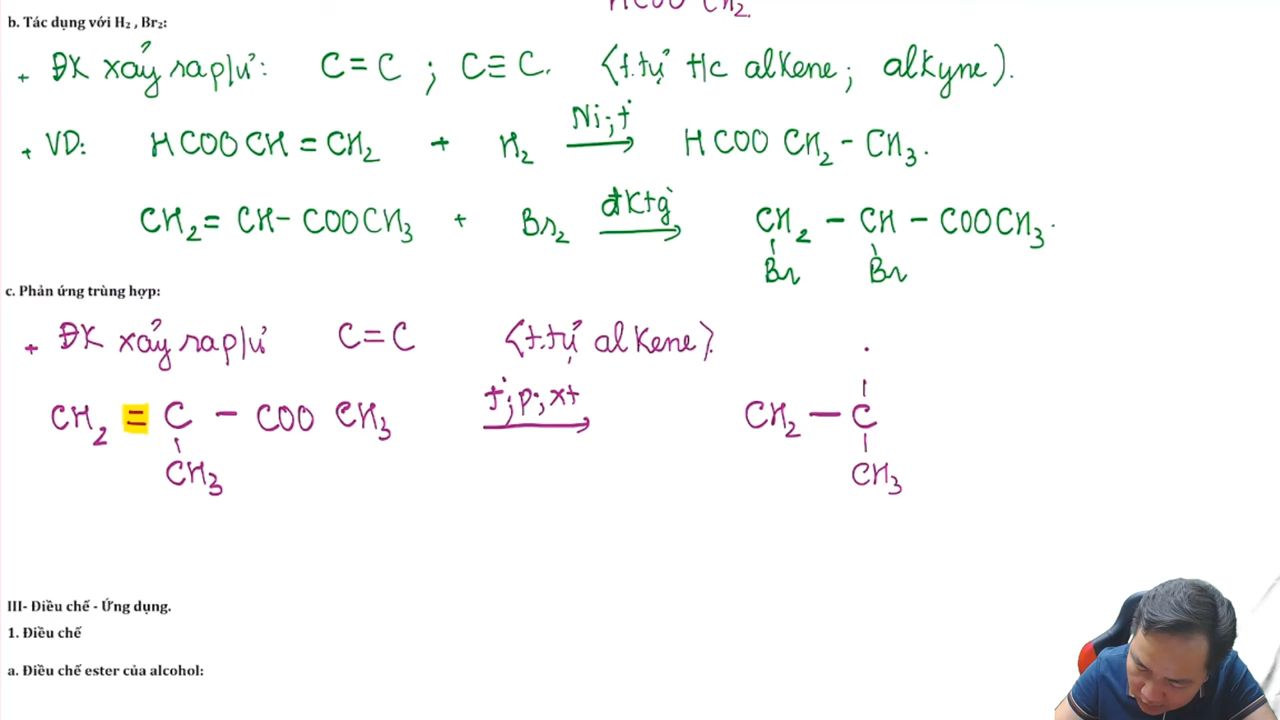 HCOO CH₂
b. Tác dụng với H₂ , Br₂:
+ ĐK xảy ra p/ứ: C=C ; C≡C. (t.tự t/c alkene; alkyne).
+ VD: HCOOCH=CH₂ + H₂ Ni;t° → HCOO CH₂-CH₃.
CH₂=CH-COOCH₃ + Br₂ đktg → CH₂-CH-COOCH₃.
Br Br
c. Phản ứng trùng hợp:
+ ĐK xảy ra p/ứ C=C (t.tự alkene).
CH₂=C-COO CH₃ t°;p;xt → CH₂-C
CH₃ CH₃
III- Điều chế - Ứng dụng.
1. Điều chế
a. Điều chế ester của alcohol: